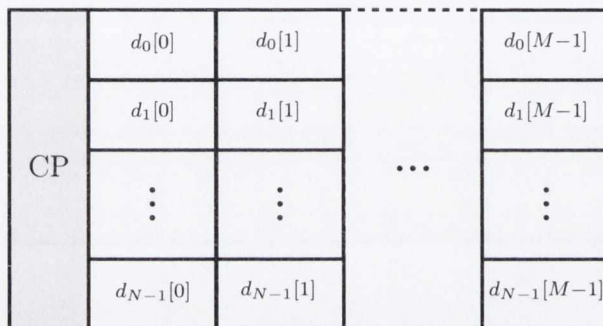 d_0[0] d_0[1] d_0[M−1]
d_1[0] d_1[1] d_1[M−1]
CP ⋮ ⋮ ⋯ ⋮
d_{N−1}[0] d_{N−1}[1] d_{N−1}[M−1]